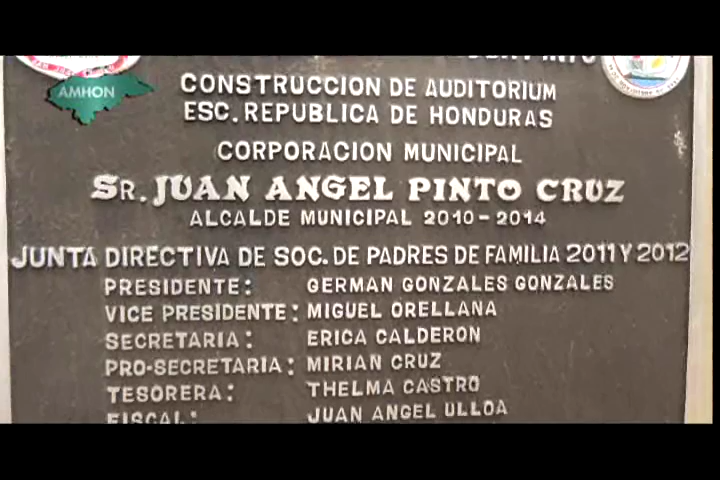 AMHON
CONSTRUCCION DE AUDITORIUM
ESC. REPUBLICA DE HONDURAS
CORPORACION MUNICIPAL
SR. JUAN ANGEL PINTO CRUZ
ALCALDE MUNICIPAL 2010-2014
JUNTA DIRECTIVA DE SOC. DE PADRES DE FAMILIA 2011 Y 2012
PRESIDENTE: GERMAN GONZALES GONZALES
VICE PRESIDENTE: MIGUEL ORELLANA
SECRETARIA: ERICA CALDERON
PRO-SECRETARIA: MIRIAN CRUZ
TESORERA: THELMA CASTRO
FISCAL: JUAN ANGEL ULLOA